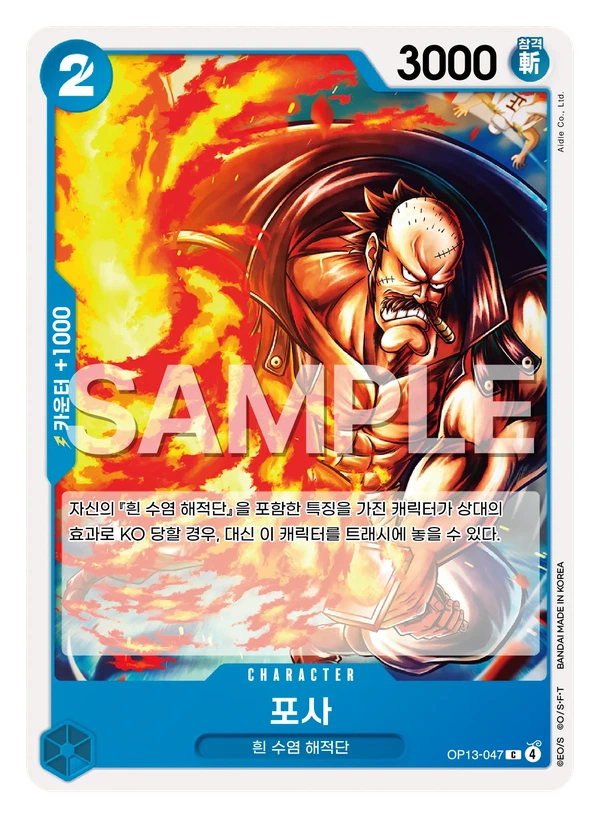 2
3000
참격
斬
Aidle Co., Ltd.
카운터 +1000
SAMPLE
자신의 『흰 수염 해적단』을 포함한 특징을 가진 캐릭터가 상대의
효과로 KO 당할 경우, 대신 이 캐릭터를 트래시에 놓을 수 있다.
CHARACTER
포사
흰 수염 해적단
OP13-047 C 4
©EO/S ©O/S·F·T BANDAI MADE IN KOREA